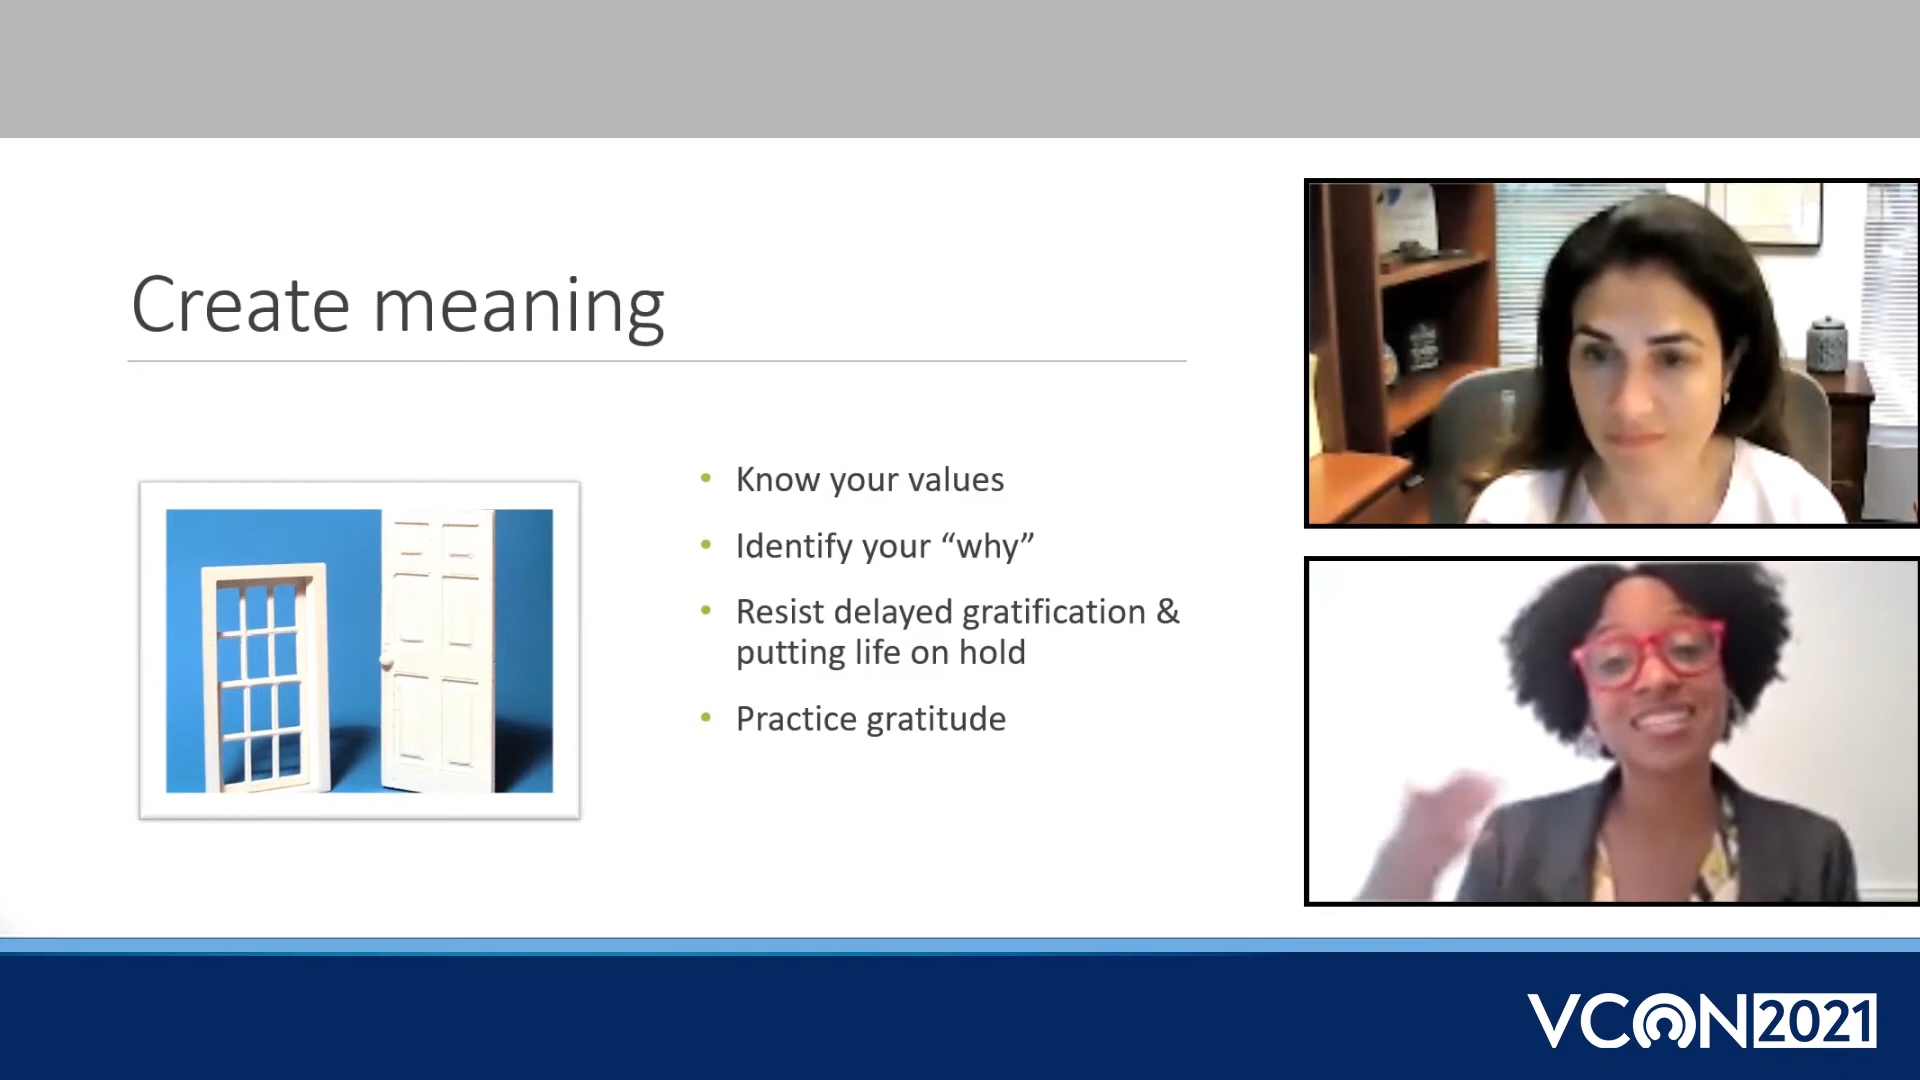 Create meaning
• Know your values
• Identify your “why”
• Resist delayed gratification &
putting life on hold
• Practice gratitude
VCON2021